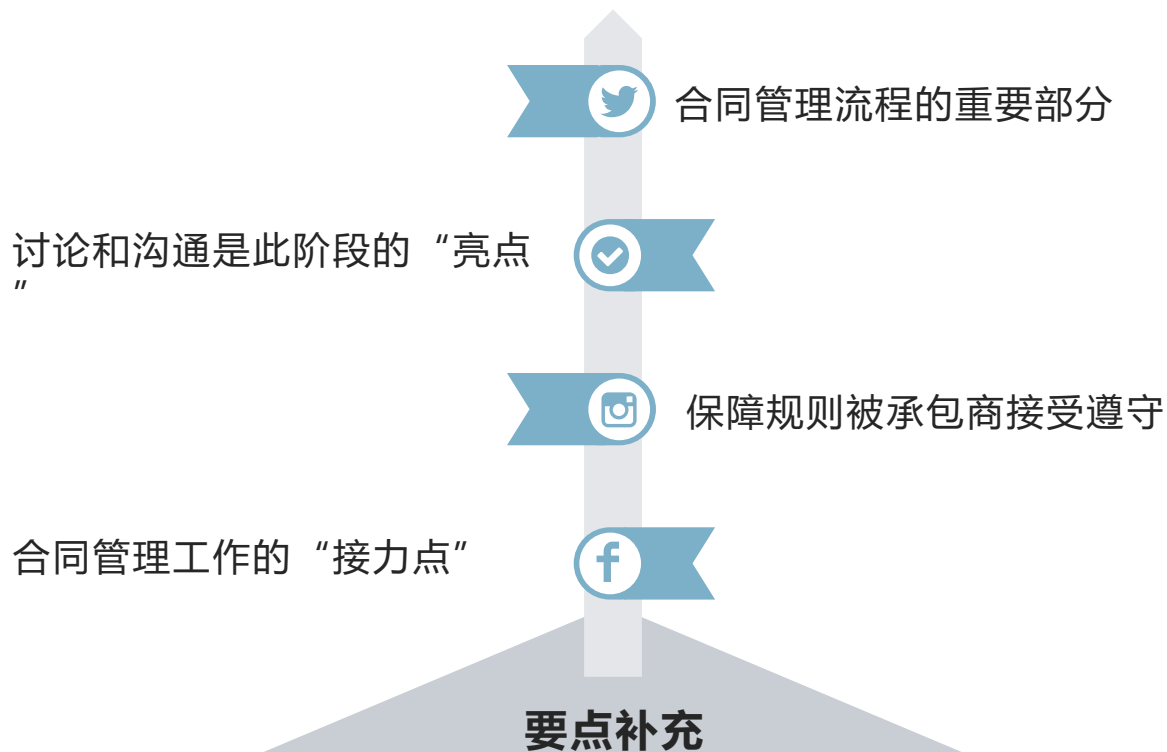 合同管理流程的重要部分
讨论和沟通是此阶段的“亮点
”
保障规则被承包商接受遵守
合同管理工作的“接力点”
要点补充